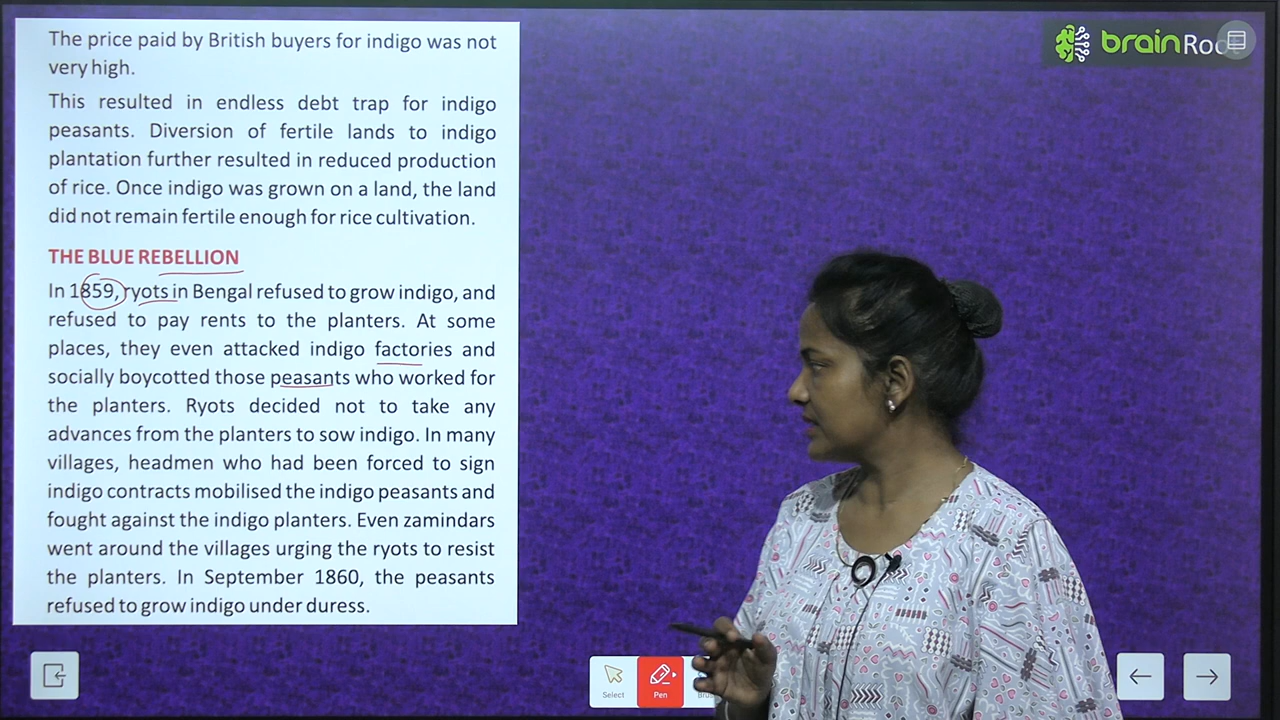 The price paid by British buyers for indigo was not
very high.
This resulted in endless debt trap for indigo
peasants. Diversion of fertile lands to indigo
plantation further resulted in reduced production
of rice. Once indigo was grown on a land, the land
did not remain fertile enough for rice cultivation.
THE BLUE REBELLION
In 1859, ryots in Bengal refused to grow indigo, and
refused to pay rents to the planters. At some
places, they even attacked indigo factories and
socially boycotted those peasants who worked for
the planters. Ryots decided not to take any
advances from the planters to sow indigo. In many
villages, headmen who had been forced to sign
indigo contracts mobilised the indigo peasants and
fought against the indigo planters. Even zamindars
went around the villages urging the ryots to resist
the planters. In September 1860, the peasants
refused to grow indigo under duress.
brain
Select
Pen